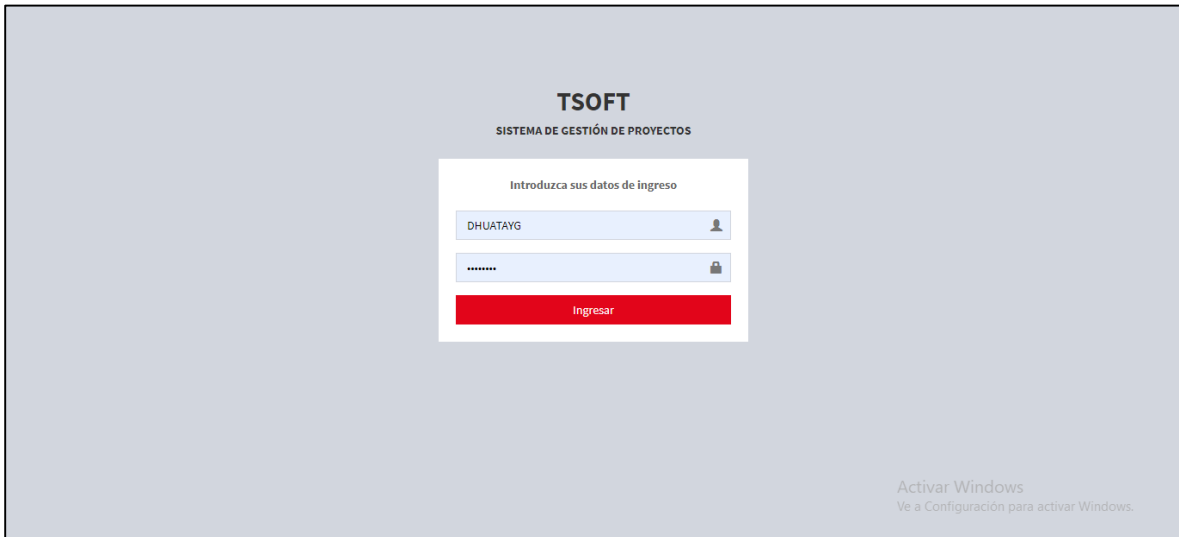 TSOFT
SISTEMA DE GESTIÓN DE PROYECTOS
Introduzca sus datos de ingreso
DHUATAYG
••••••••
Ingresar
Activar Windows
Ve a Configuración para activar Windows.